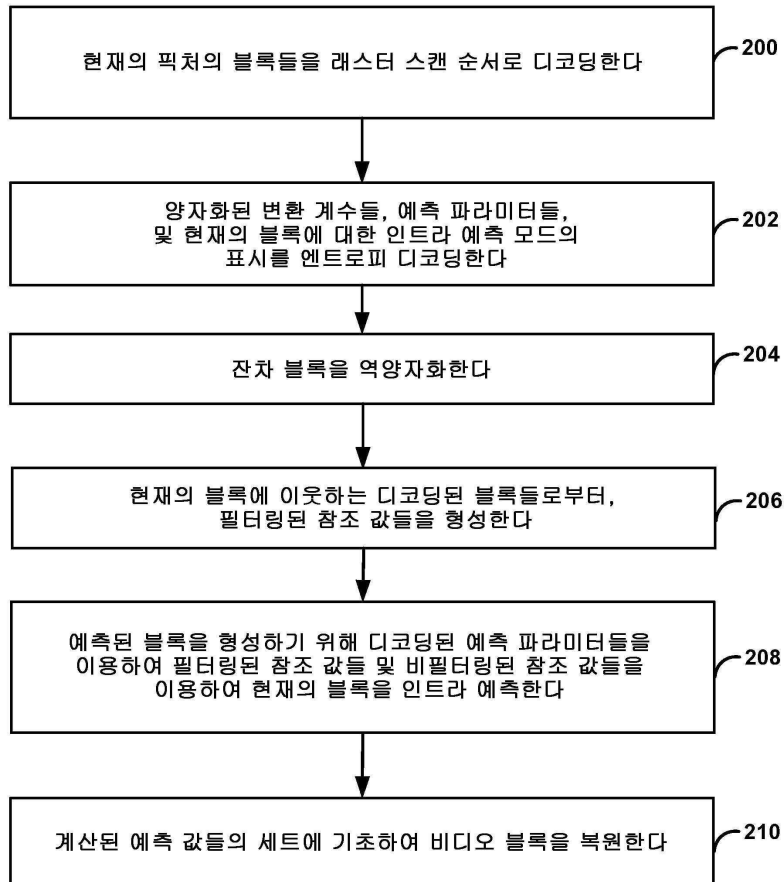 현재의 픽처의 블록들을 래스터 스캔 순서로 디코딩한다
200
양자화된 변환 계수들, 예측 파라미터들,
및 현재의 블록에 대한 인트라 예측 모드의
표시를 엔트로피 디코딩한다
202
잔차 블록을 역양자화한다
204
현재의 블록에 이웃하는 디코딩된 블록들로부터,
필터링된 참조 값들을 형성한다
206
예측된 블록을 형성하기 위해 디코딩된 예측 파라미터들을
이용하여 필터링된 참조 값들 및 비필터링된 참조 값들을
이용하여 현재의 블록을 인트라 예측한다
208
계산된 예측 값들의 세트에 기초하여 비디오 블록을 복원한다
210